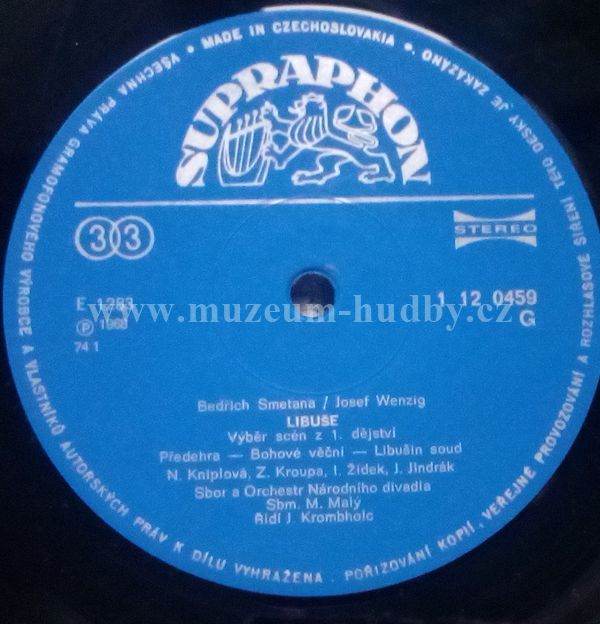 VŠECHNA PRÁVA GRAMOFONOVÉHO VÝROBCE A VLASTNÍKŮ AUTORSKÝCH PRÁV K DÍLU VYHRAŽENA . POŘIZOVÁNÍ KOPIÍ, VEŘEJNÉ PROVOZOVÁNÍ A ROZHLASOVÉ ŠÍŘENÍ TÉTO DESKY JE ZAKÁZÁNO . • MADE IN CZECHOSLOVAKIA •
SUPRAPHON
33
STEREO
E 1283
1 12 0459
G
www.muzeum-hudby.cz
Ⓟ 1968
74 1
Bedřich Smetana / Josef Wenzig
LIBUŠE
Výběr scén z 1. dějství
Předehra — Bohové věční — Libušin soud
N. Kniplová, Z. Kroupa, I. Žídek, J. Jindrák
Sbor a Orchestr Národního divadla
Sbm. M. Malý
Řídí J. Krombholc